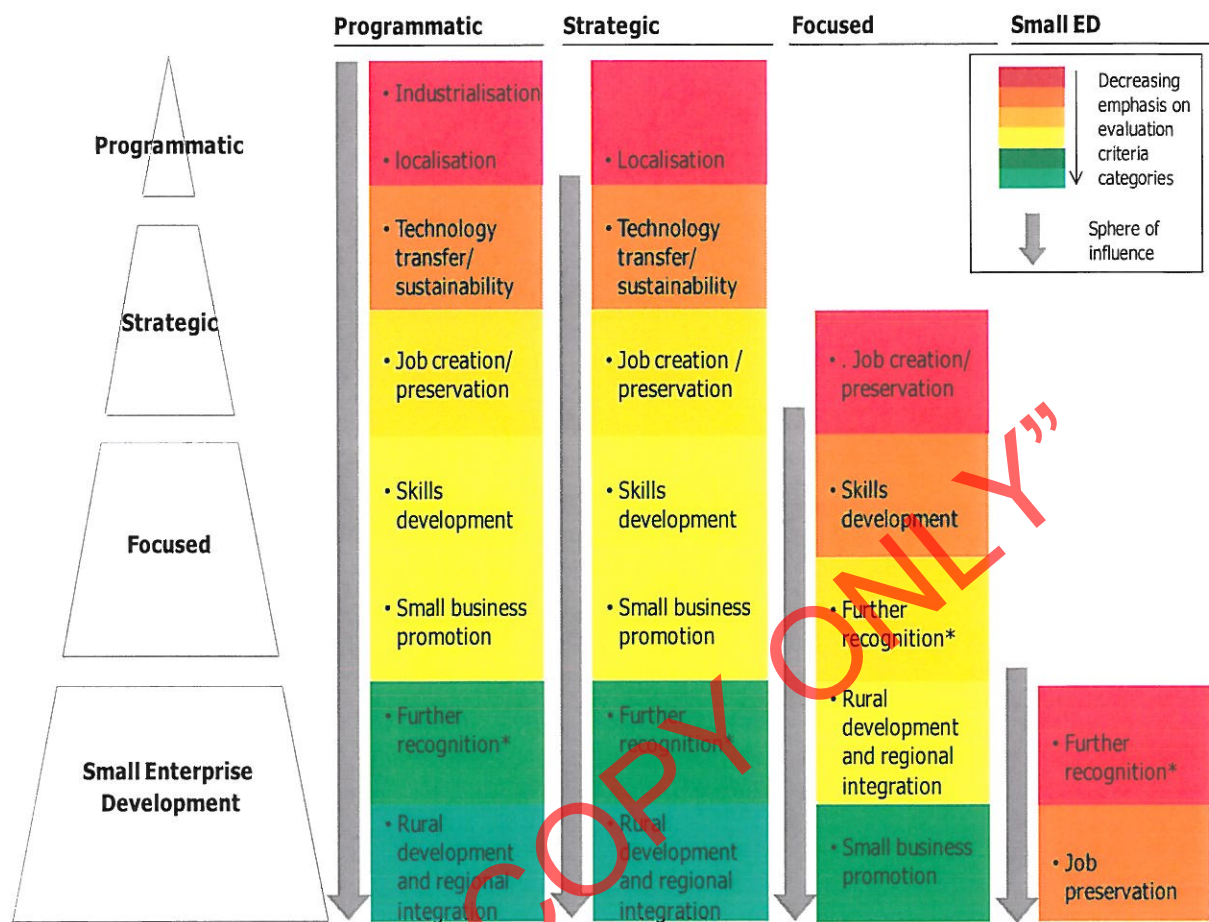 Programmatic
Strategic
Focused
Small ED
Decreasing
emphasis on
evaluation
criteria
categories
Sphere of
influence
Programmatic
Strategic
Focused
Small Enterprise
Development
• Industrialisation
• localisation
• Technology
transfer/
sustainability
• Job creation/
preservation
• Skills
development
• Small business
promotion
• Further
recognition*
• Rural
development
and regional
integration
• Localisation
• Technology
transfer/
sustainability
• Job creation /
preservation
• Skills
development
• Small business
promotion
• Further
recognition*
• Rural
development
and regional
integration
• . Job creation/
preservation
• Skills
development
• Further
recognition*
• Rural
development
and regional
integration
• Small business
promotion
• Further
recognition*
• Job
preservation
COPY ONLY”